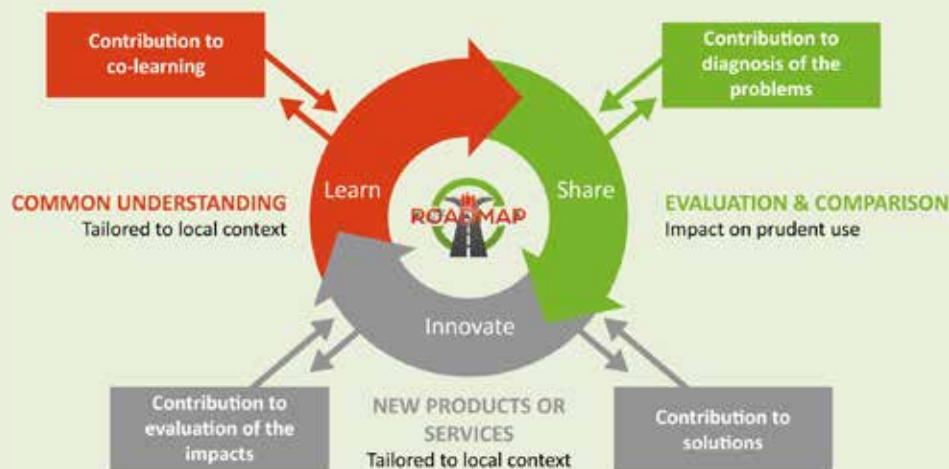 Contribution to
co-learning
Contribution to
diagnosis of the
problems
Learn
Share
ROADMAP
COMMON UNDERSTANDING
Tailored to local context
EVALUATION & COMPARISON
Impact on prudent use
Innovate
Contribution to
evaluation of the
impacts
NEW PRODUCTS OR
SERVICES
Tailored to local context
Contribution to
solutions